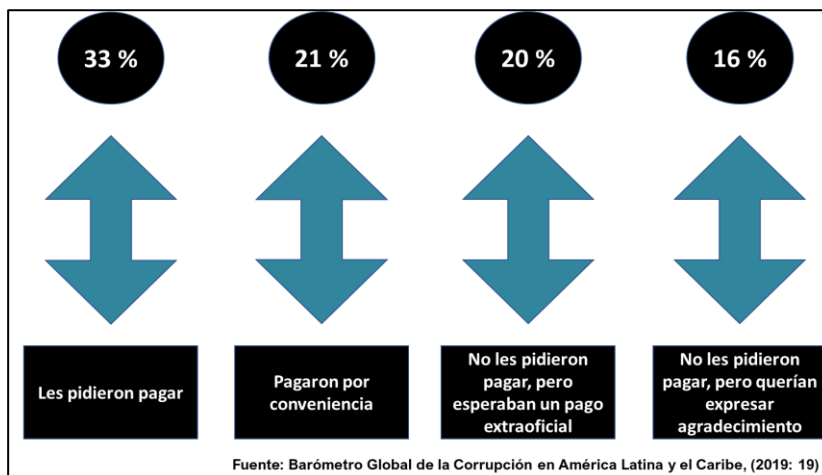 33 %
21 %
20 %
16 %
Les pidieron pagar
Pagaron por
conveniencia
No les pidieron
pagar, pero
esperaban un pago
extraoficial
No les pidieron
pagar, pero querían
expresar
agradecimiento
Fuente: Barómetro Global de la Corrupción en América Latina y el Caribe, (2019: 19)